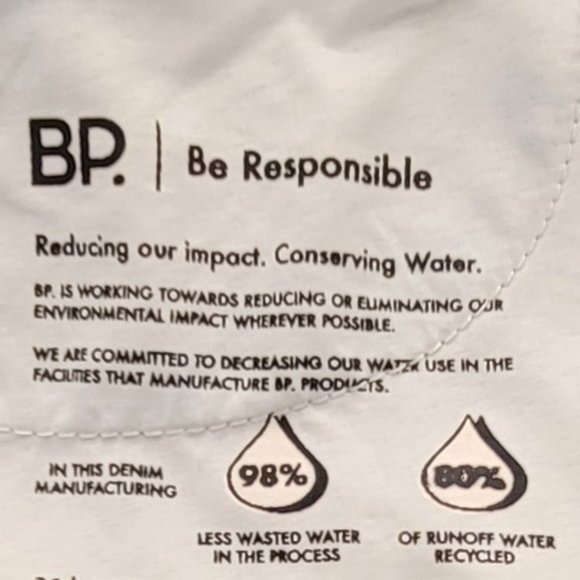 BP. | Be Responsible
Reducing our impact. Conserving Water.
BP. IS WORKING TOWARDS REDUCING OR ELIMINATING OUR
ENVIRONMENTAL IMPACT WHEREVER POSSIBLE.
WE ARE COMMITTED TO DECREASING OUR WATER USE IN THE
FACILITIES THAT MANUFACTURE BP. PRODUCTS.
IN THIS DENIM
MANUFACTURING
98%
LESS WASTED WATER
IN THE PROCESS
80%
OF RUNOFF WATER
RECYCLED